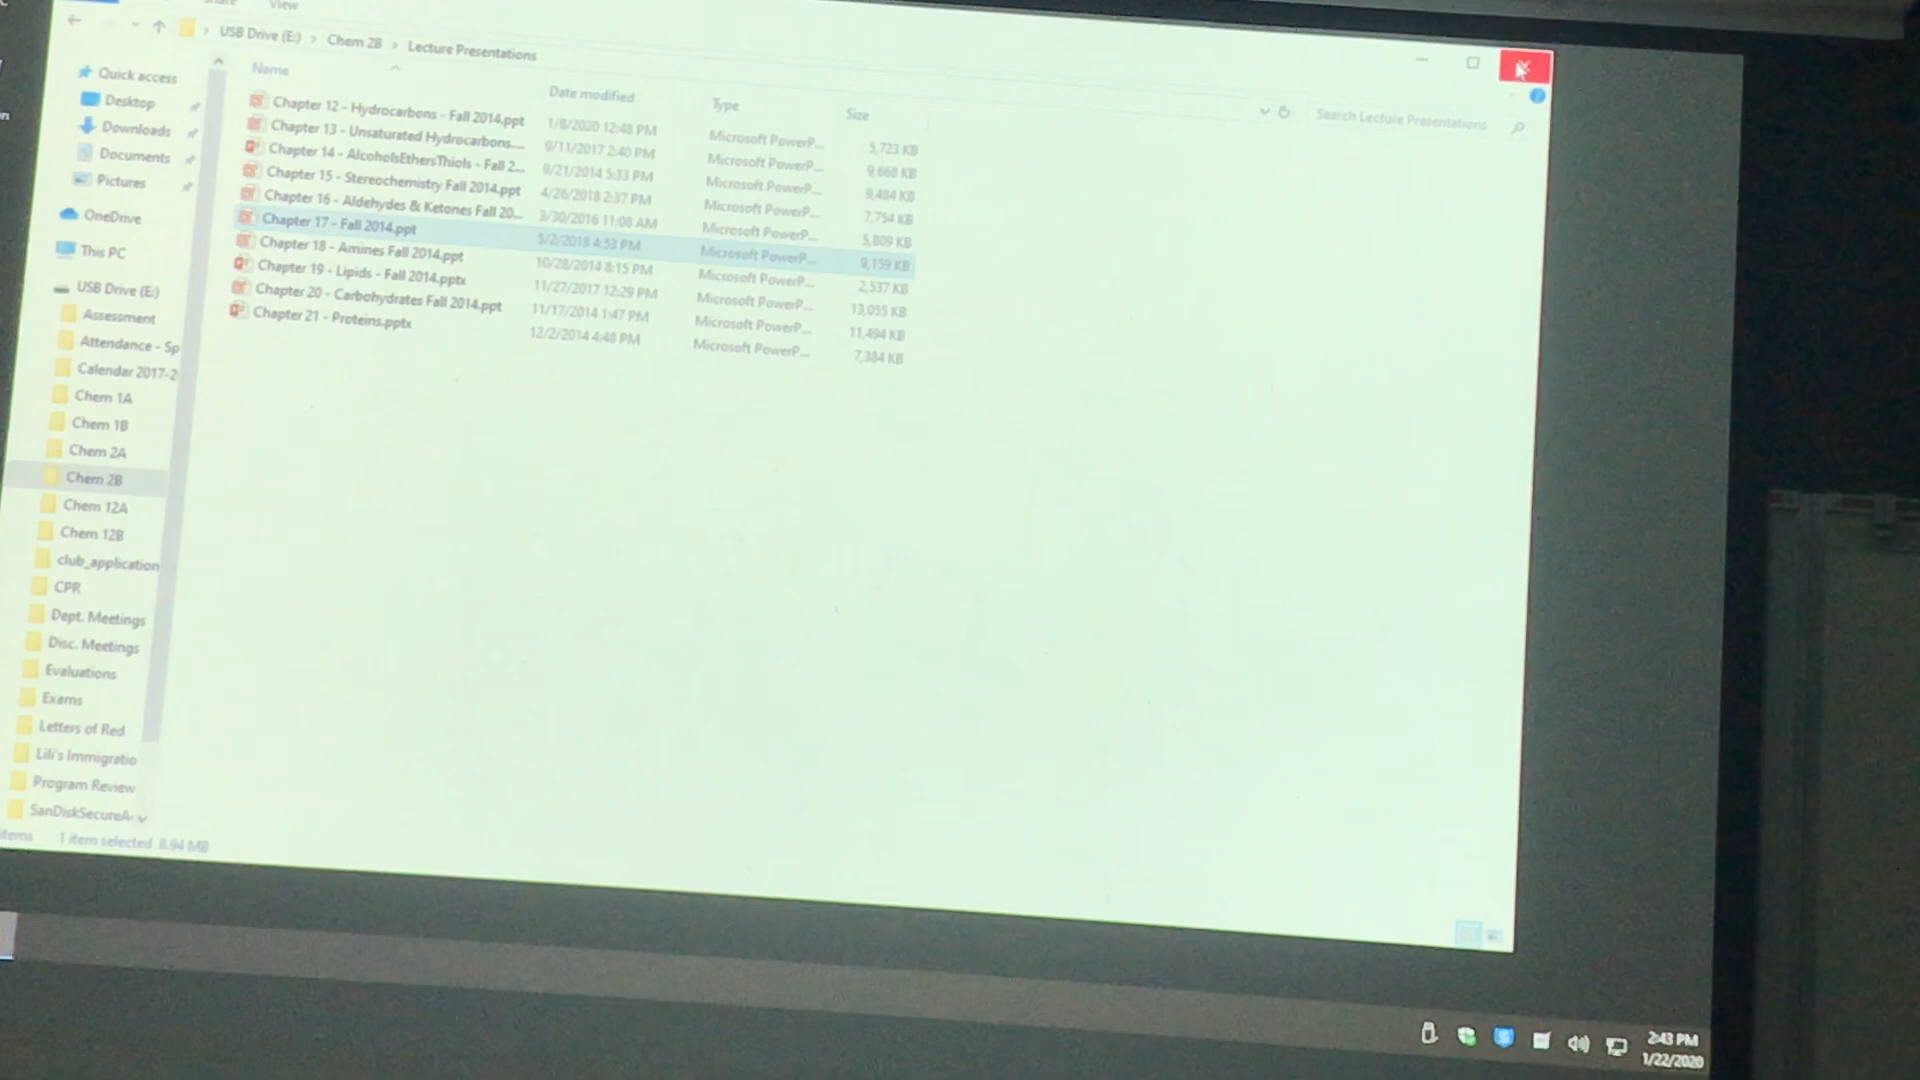 View
USB Drive (E:) › Chem 2B › Lecture Presentations
Search Lecture Presentations
Name Date modified Type Size
Chapter 12 - Hydrocarbons - Fall 2014.ppt 1/8/2020 12:48 PM Microsoft PowerP... 5,723 KB
Chapter 13 - Unsaturated Hydrocarbons.... 9/11/2017 2:40 PM Microsoft PowerP... 9,668 KB
Chapter 14 - AlcoholsEthersThiols - Fall 2... 9/21/2014 5:33 PM Microsoft PowerP... 9,484 KB
Chapter 15 - Stereochemistry Fall 2014.ppt 4/26/2018 2:37 PM Microsoft PowerP... 7,754 KB
Chapter 16 - Aldehydes & Ketones Fall 20... 3/30/2016 11:08 AM Microsoft PowerP... 5,809 KB
Chapter 17 - Fall 2014.ppt 5/2/2018 4:53 PM Microsoft PowerP... 9,159 KB
Chapter 18 - Amines Fall 2014.ppt 10/28/2014 8:15 PM Microsoft PowerP... 2,537 KB
Chapter 19 - Lipids - Fall 2014.pptx 11/27/2017 12:29 PM Microsoft PowerP... 13,055 KB
Chapter 20 - Carbohydrates Fall 2014.ppt 11/17/2014 1:47 PM Microsoft PowerP... 11,494 KB
Chapter 21 - Proteins.pptx 12/2/2014 4:48 PM Microsoft PowerP... 7,384 KB
Quick access
Desktop
Downloads
Documents
Pictures
OneDrive
This PC
USB Drive (E:)
Assessment
Attendance - Sp
Calendar 2017-2
Chem 1A
Chem 1B
Chem 2A
Chem 2B
Chem 12A
Chem 12B
club_application
CPR
Dept. Meetings
Disc. Meetings
Evaluations
Exams
Letters of Red
Lili's Immigratio
Program Review
SanDiskSecureA
items 1 item selected 8.94 MB
2:43 PM
1/22/2020